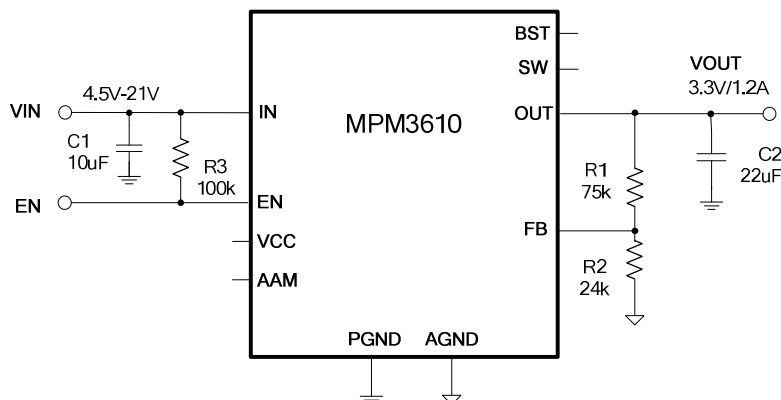 BST
SW
VOUT
4.5V-21V
3.3V/1.2A
VIN
IN
MPM3610
OUT
C1
10uF
R3
100k
R1
75k
C2
22uF
EN
EN
FB
VCC
R2
24k
AAM
PGND
AGND